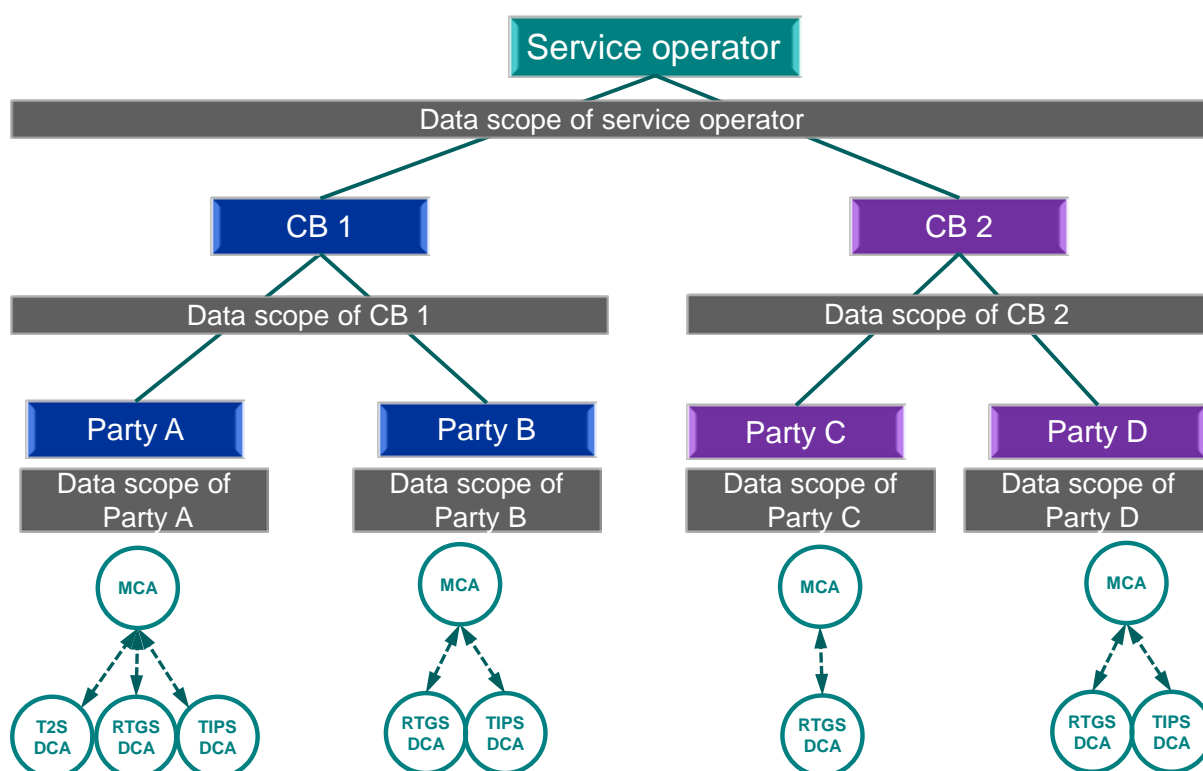 Service operator
Data scope of service operator
CB 1
CB 2
Data scope of CB 1
Data scope of CB 2
Party A
Party B
Party C
Party D
Data scope of
Party A
Data scope of
Party B
Data scope of
Party C
Data scope of
Party D
MCA
MCA
MCA
MCA
T2S
DCA
RTGS
DCA
TIPS
DCA
RTGS
DCA
TIPS
DCA
RTGS
DCA
RTGS
DCA
TIPS
DCA